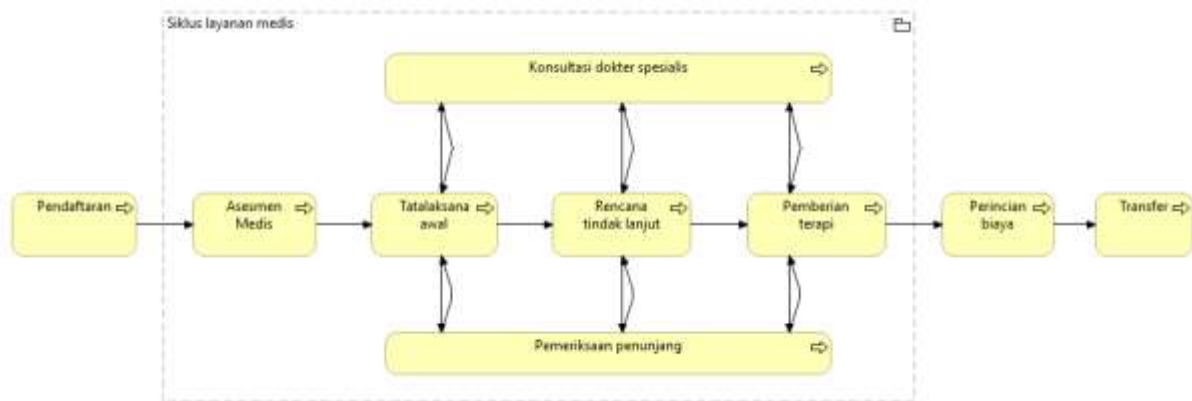 Siklus layanan medis
Konsultasi dokter spesialis
Pendaftaran
Asesmen
Medis
Tatalaksana
awal
Rencana
tindak lanjut
Pemberian
terapi
Perincian
biaya
Transfer
Pemeriksaan penunjang